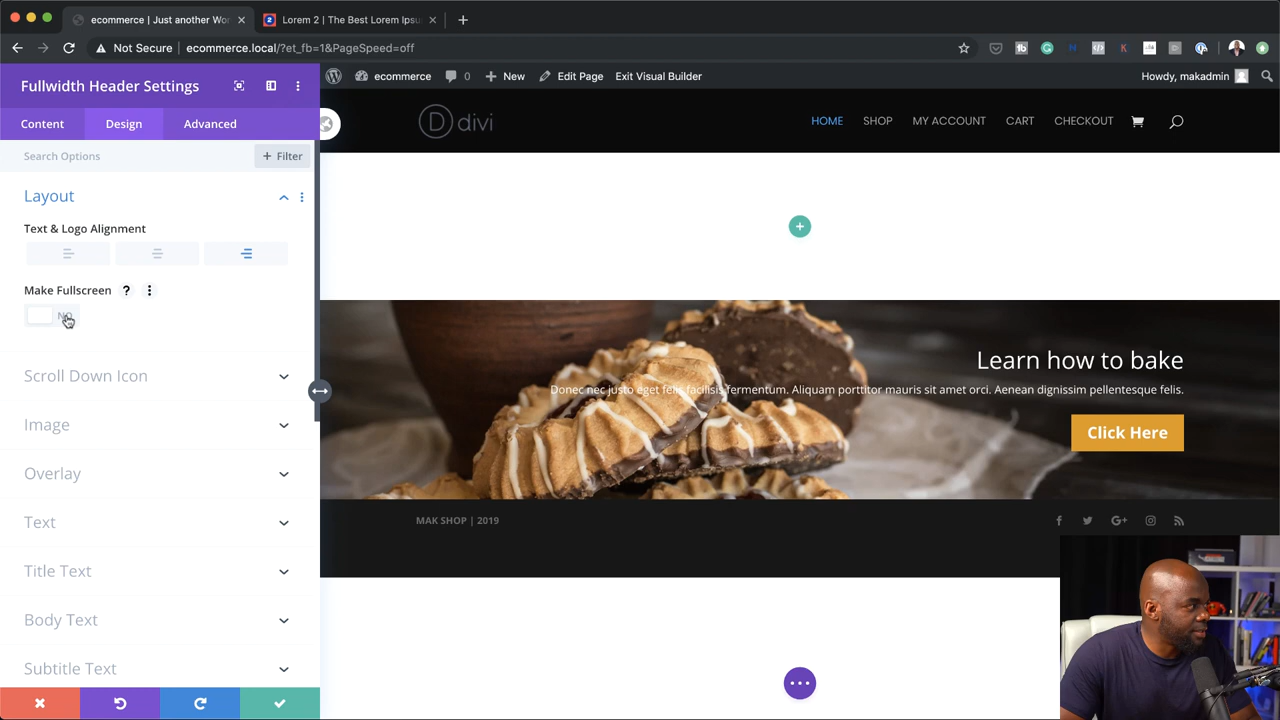 ecommerce | Just another Wor
Lorem 2 | The Best Lorem Ipsu
Not Secure | ecommerce.local/?et_fb=1&PageSpeed=off
Fullwidth Header Settings
ecommerce 0 New Edit Page Exit Visual Builder Howdy, makadmin
Content Design Advanced
D divi HOME SHOP MY ACCOUNT CART CHECKOUT
Search Options + Filter
Layout
Text & Logo Alignment
Make Fullscreen ?
NO
Scroll Down Icon
Image
Overlay
Text
Title Text
Body Text
Subtitle Text
Learn how to bake
Donec nec justo eget felis facilisis fermentum. Aliquam porttitor mauris sit amet orci. Aenean dignissim pellentesque felis.
Click Here
MAK SHOP | 2019